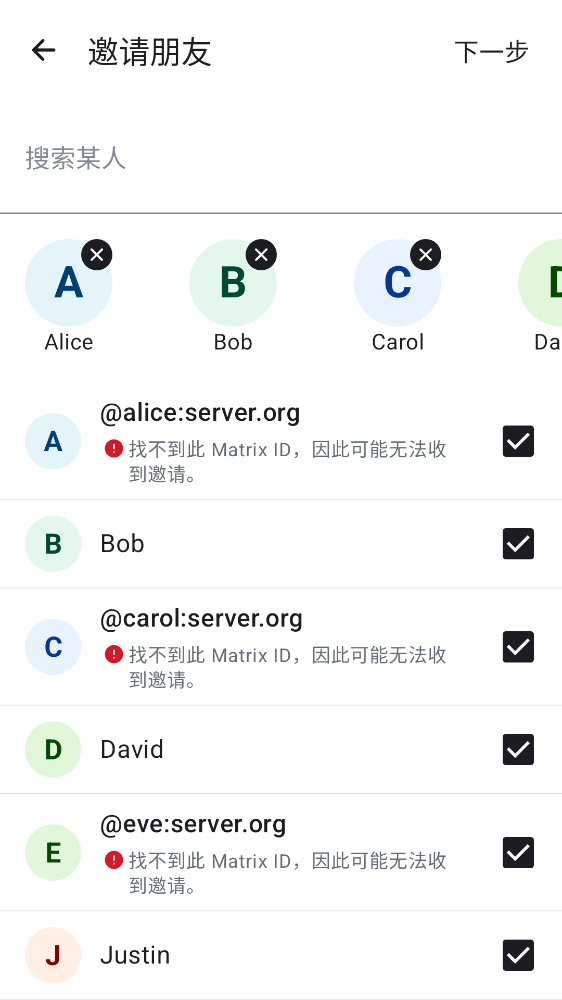 邀请朋友
下一步
搜索某人
A
B
C
D
Alice
Bob
Carol
Da
@alice:server.org
A
找不到此 Matrix ID，因此可能无法收
到邀请。
B
Bob
@carol:server.org
C
找不到此 Matrix ID，因此可能无法收
到邀请。
D
David
@eve:server.org
E
找不到此 Matrix ID，因此可能无法收
到邀请。
J
Justin